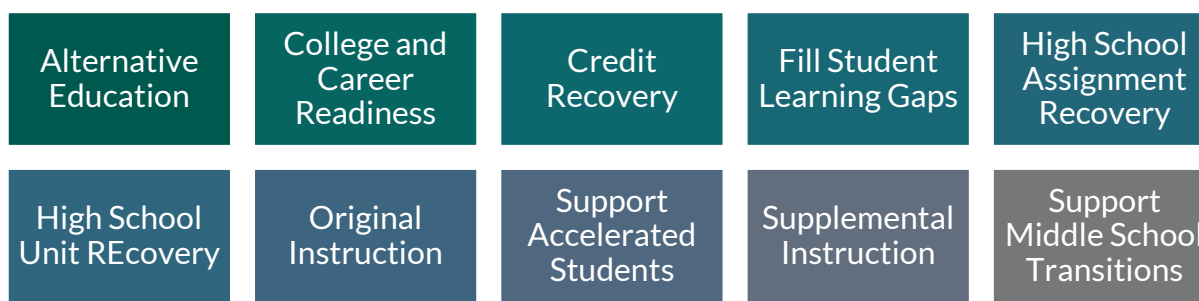 Alternative
Education
College and
Career
Readiness
Credit
Recovery
Fill Student
Learning Gaps
High School
Assignment
Recovery
High School
Unit REcovery
Original
Instruction
Support
Accelerated
Students
Supplemental
Instruction
Support
Middle School
Transitions